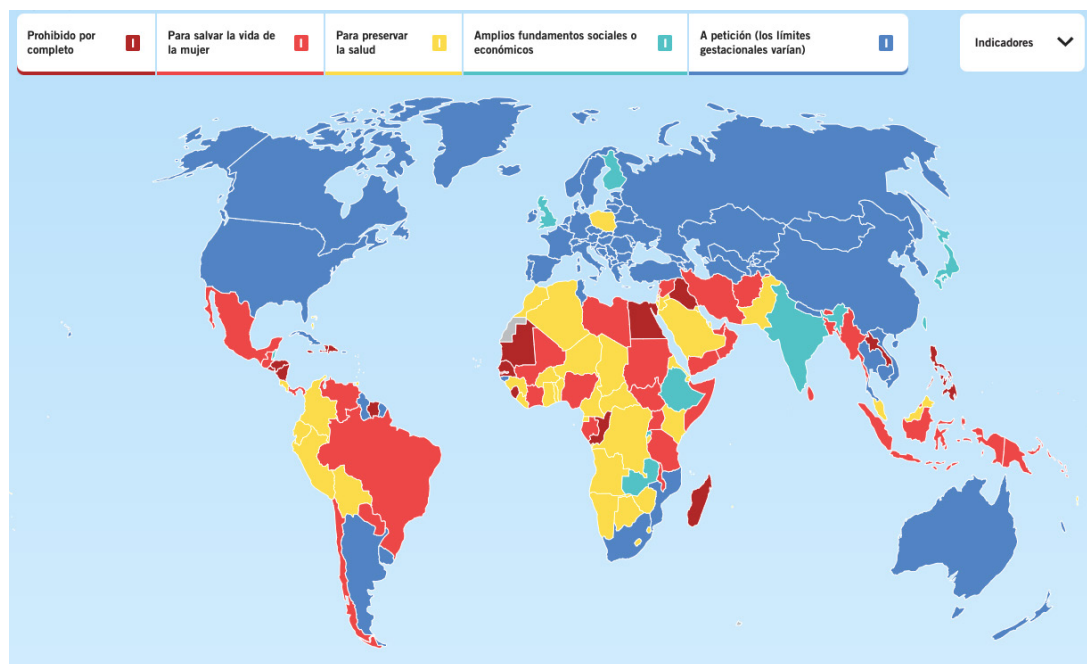 Prohibido por
completo
I
Para salvar la vida de
la mujer
I
Para preservar
la salud
I
Amplios fundamentos sociales o
económicos
I
A petición (los límites
gestacionales varían)
I
Indicadores